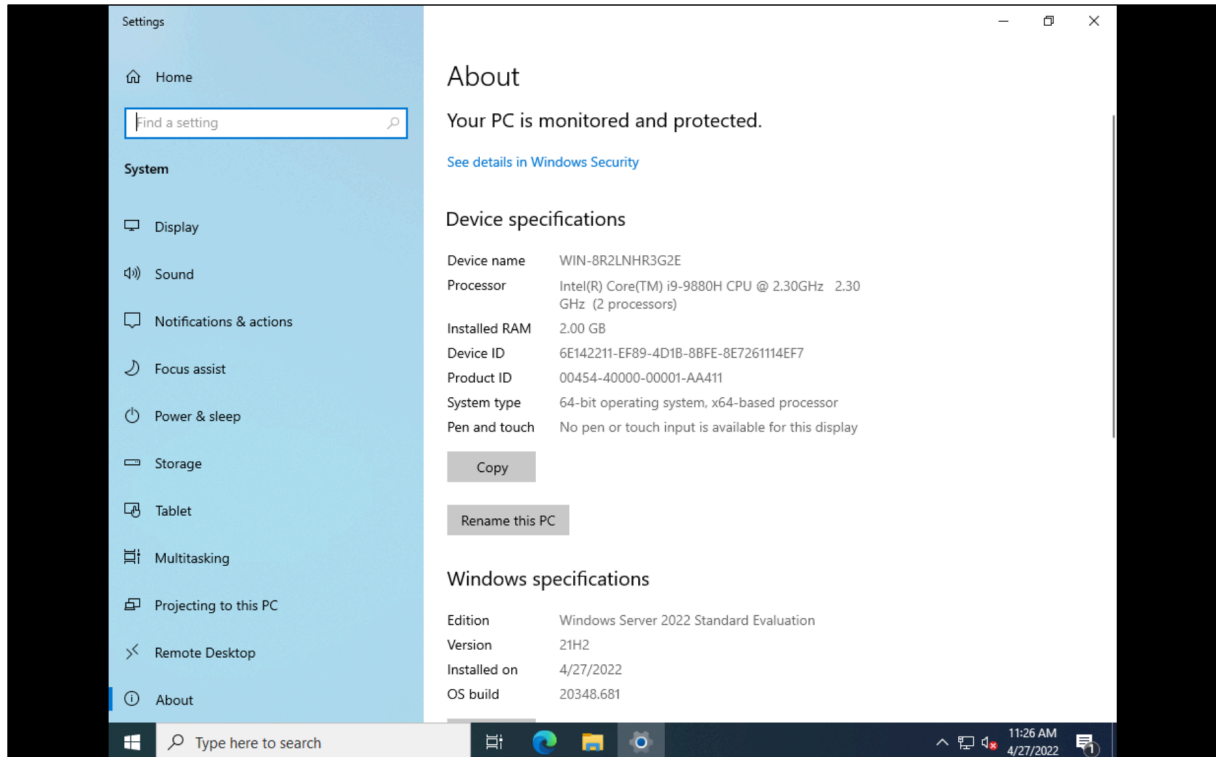 Settings
Home
Find a setting
System
Display
Sound
Notifications & actions
Focus assist
Power & sleep
Storage
Tablet
Multitasking
Projecting to this PC
Remote Desktop
About
About
Your PC is monitored and protected.
See details in Windows Security
Device specifications
Device name WIN-8R2LNHR3G2E
Processor Intel(R) Core(TM) i9-9880H CPU @ 2.30GHz 2.30
GHz (2 processors)
Installed RAM 2.00 GB
Device ID 6E142211-EF89-4D1B-8BFE-8E7261114EF7
Product ID 00454-40000-00001-AA411
System type 64-bit operating system, x64-based processor
Pen and touch No pen or touch input is available for this display
Copy
Rename this PC
Windows specifications
Edition Windows Server 2022 Standard Evaluation
Version 21H2
Installed on 4/27/2022
OS build 20348.681
Type here to search
11:26 AM
4/27/2022
1